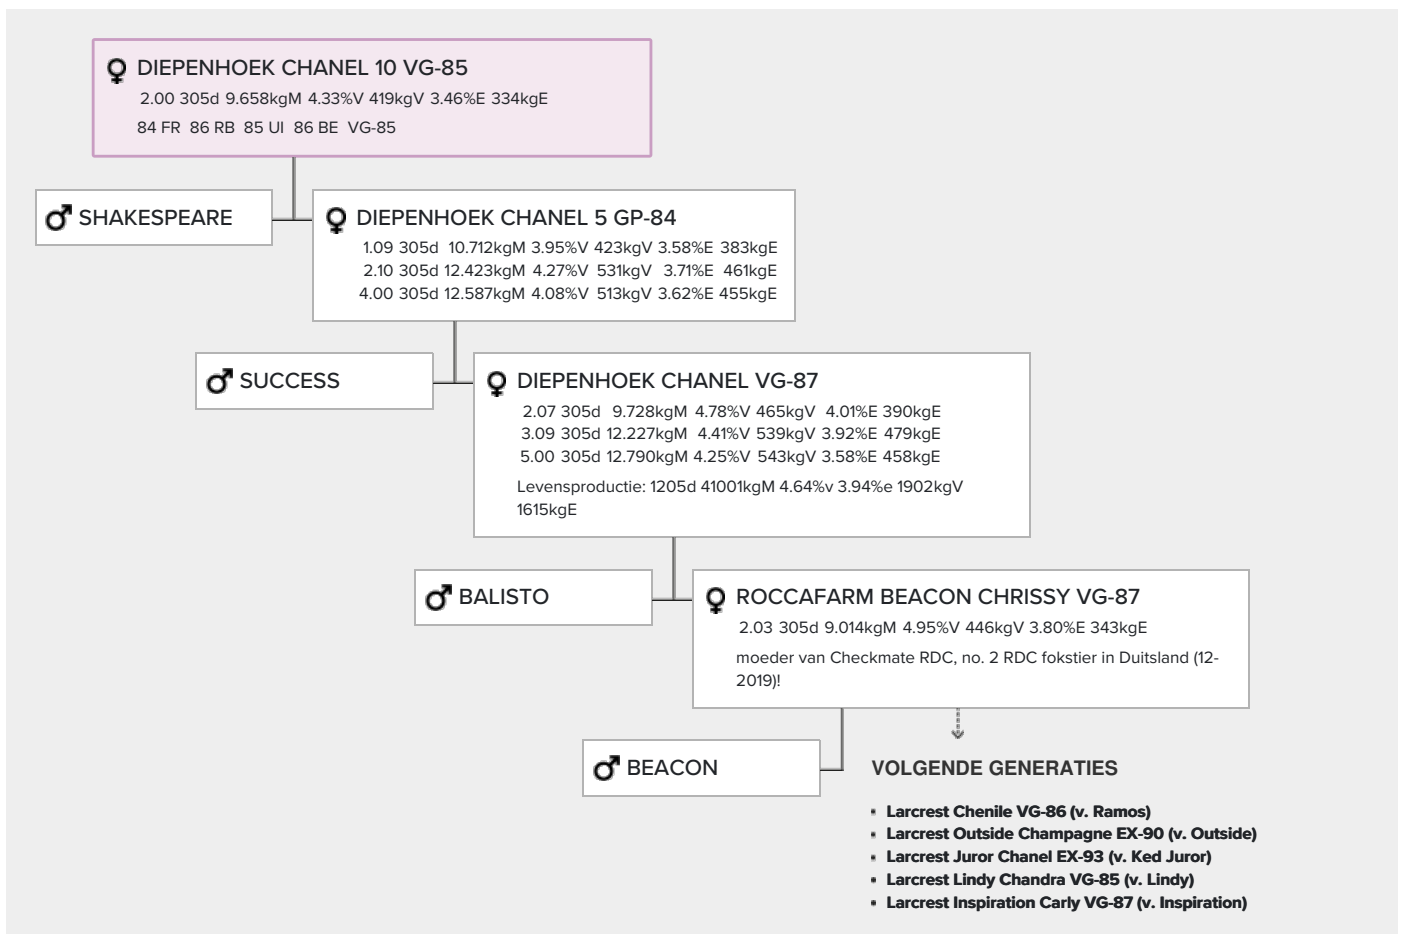 DIEPENHOEK CHANEL 10 VG-85
2.00 305d 9.658kgM 4.33%V 419kgV 3.46%E 334kgE
84 FR 86 RB 85 UI 86 BE VG-85
SHAKESPEARE
DIEPENHOEK CHANEL 5 GP-84
1.09 305d 10.712kgM 3.95%V 423kgV 3.58%E 383kgE
2.10 305d 12.423kgM 4.27%V 531kgV 3.71%E 461kgE
4.00 305d 12.587kgM 4.08%V 513kgV 3.62%E 455kgE
SUCCESS
DIEPENHOEK CHANEL VG-87
2.07 305d 9.728kgM 4.78%V 465kgV 4.01%E 390kgE
3.09 305d 12.227kgM 4.41%V 539kgV 3.92%E 479kgE
5.00 305d 12.790kgM 4.25%V 543kgV 3.58%E 458kgE
Levensproductie: 1205d 41001kgM 4.64%v 3.94%e 1902kgV
1615kgE
BALISTO
ROCCAFARM BEACON CHRISSY VG-87
2.03 305d 9.014kgM 4.95%V 446kgV 3.80%E 343kgE
moeder van Checkmate RDC, no. 2 RDC fokstier in Duitsland (12-
2019)!
BEACON
VOLGENDE GENERATIES
▪ Larcrest Chenile VG-86 (v. Ramos)
▪ Larcrest Outside Champagne EX-90 (v. Outside)
▪ Larcrest Juror Chanel EX-93 (v. Ked Juror)
▪ Larcrest Lindy Chandra VG-85 (v. Lindy)
▪ Larcrest Inspiration Carly VG-87 (v. Inspiration)